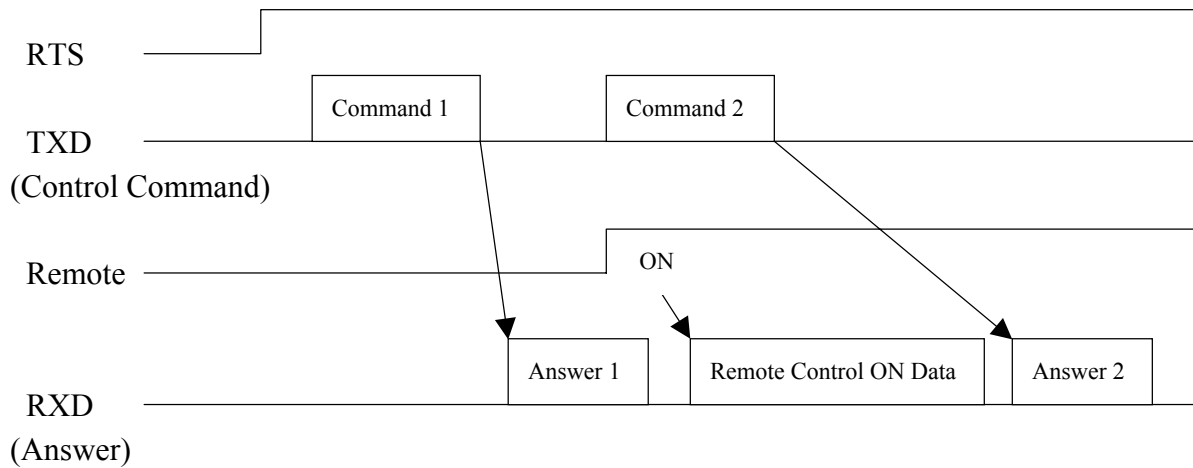 RTS
Command 1
Command 2
TXD
(Control Command)
Remote
ON
Answer 1
Remote Control ON Data
Answer 2
RXD
(Answer)